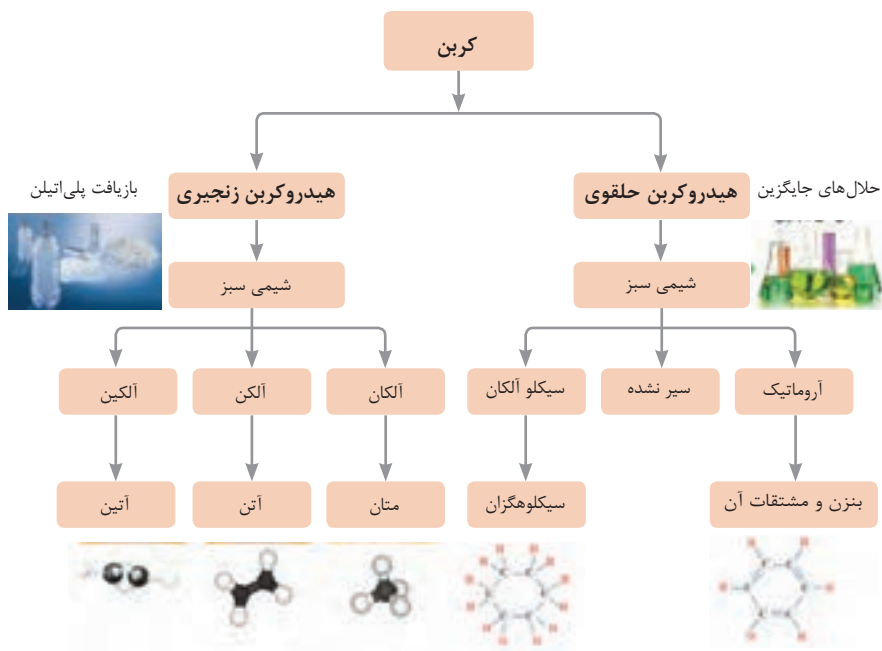 کربن
هیدروکربن حلقوی
هیدروکربن زنجیری
حلال‌های جایگزین
بازیافت پلی‌اتیلن
شیمی سبز
شیمی سبز
آروماتیک
سیر نشده
سیکلو آلکان
آلکان
آلکن
آلکین
بنزن و مشتقات آن
سیکلوهگزان
متان
آتن
آتین